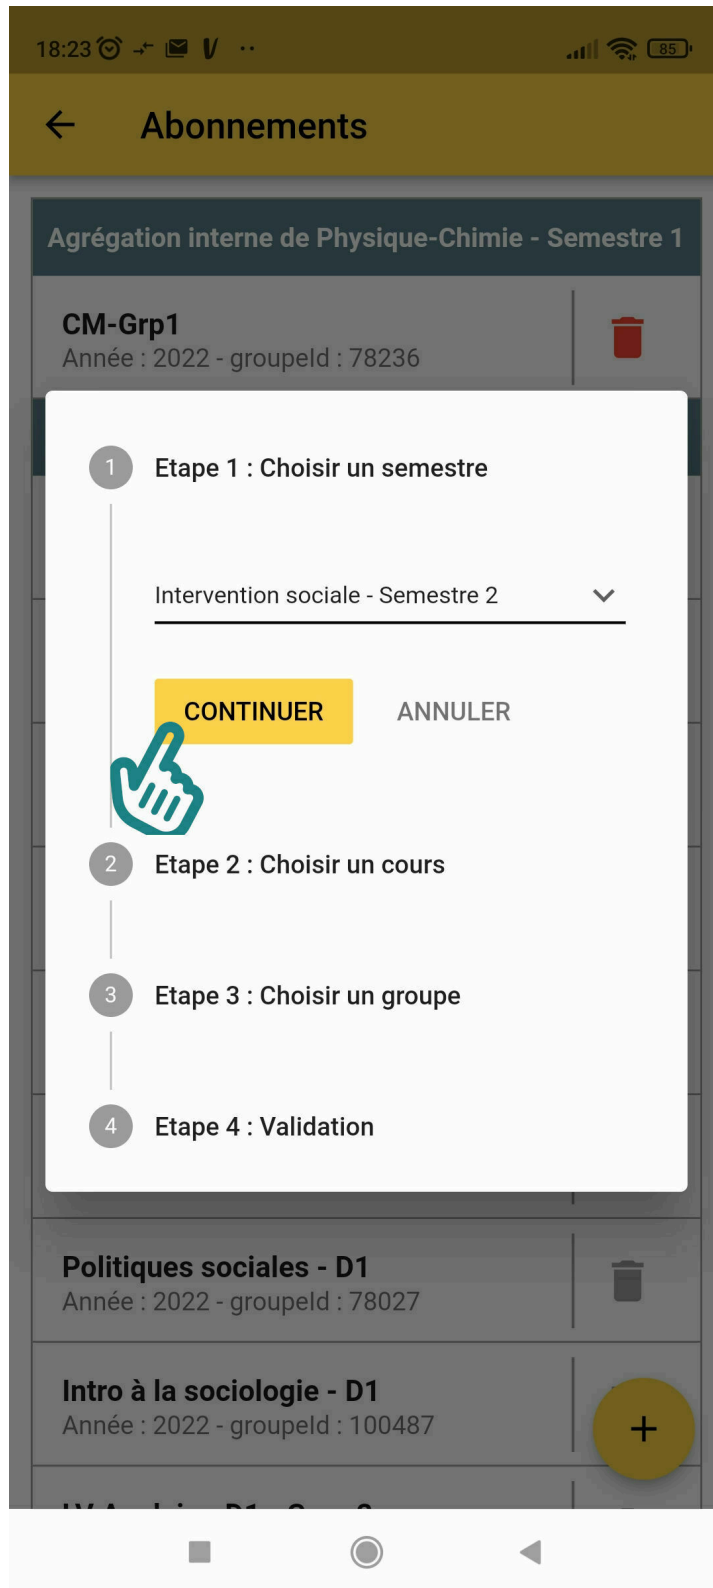 18:23
85
Abonnements
Agrégation interne de Physique-Chimie - Semestre 1
CM-Grp1
Année : 2022 - groupeId : 78236
1 Etape 1 : Choisir un semestre
Intervention sociale - Semestre 2
CONTINUER ANNULER
2 Etape 2 : Choisir un cours
3 Etape 3 : Choisir un groupe
4 Etape 4 : Validation
Politiques sociales - D1
Année : 2022 - groupeId : 78027
Intro à la sociologie - D1
Année : 2022 - groupeId : 100487
+